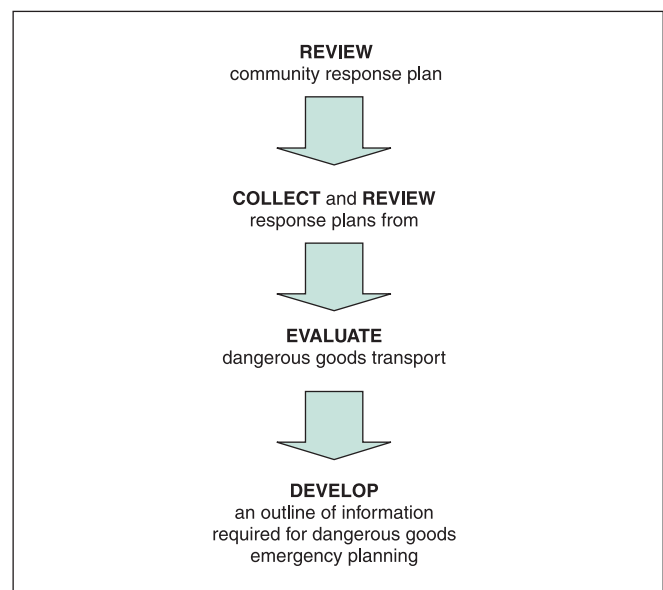 REVIEW
community response plan
COLLECT and REVIEW
response plans from
EVALUATE
dangerous goods transport
DEVELOP
an outline of information
required for dangerous goods
emergency planning